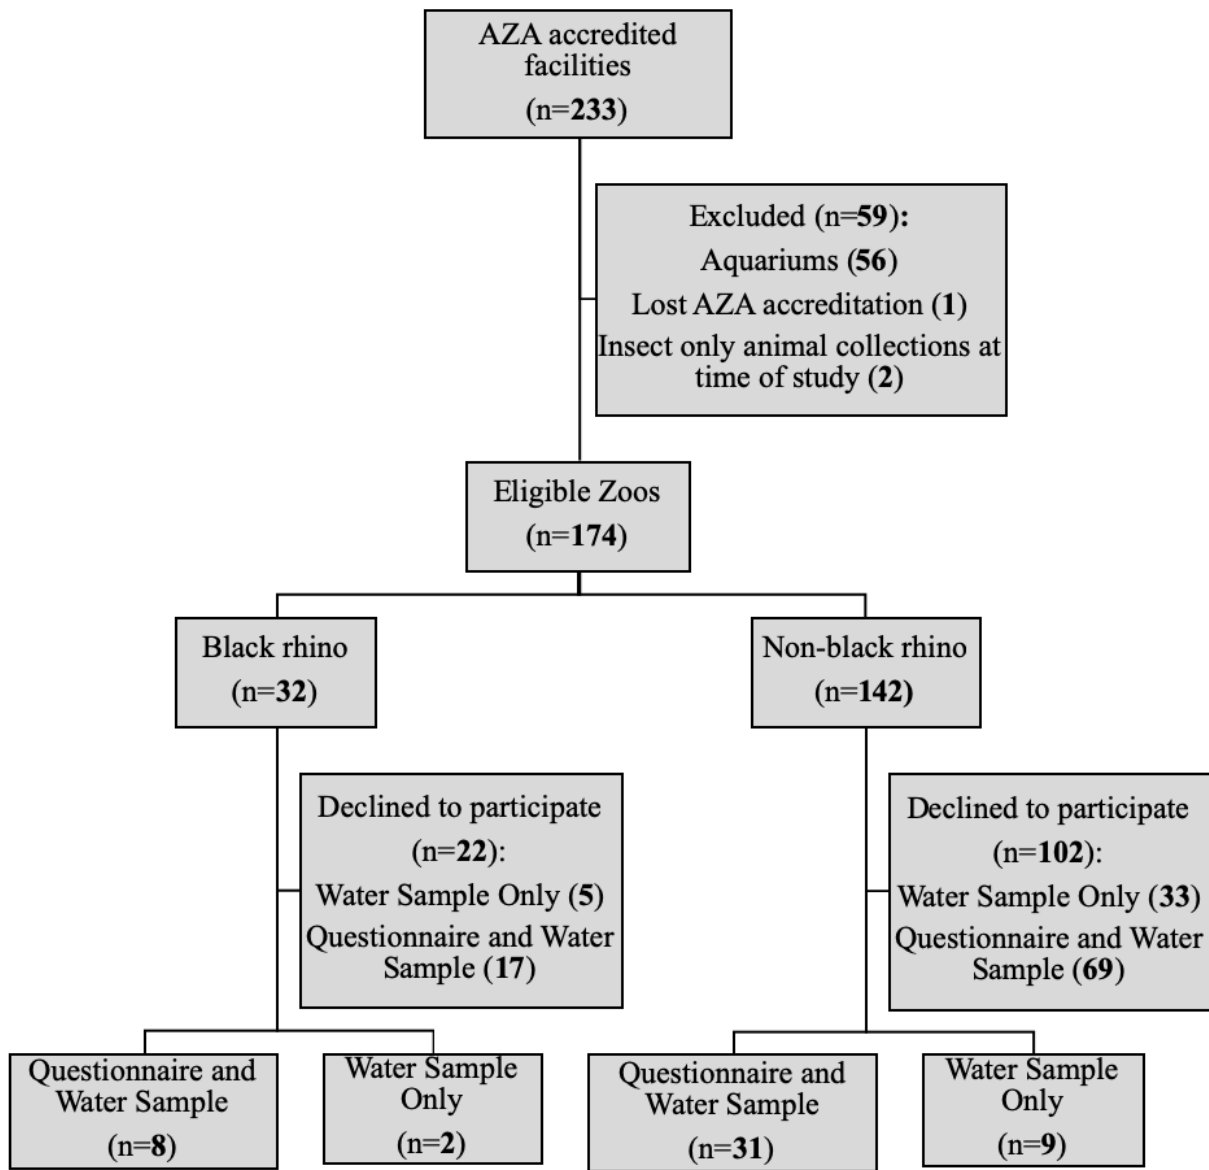 AZA accredited
facilities
(n=233)
Excluded (n=59):
Aquariums (56)
Lost AZA accreditation (1)
Insect only animal collections at
time of study (2)
Eligible Zoos
(n=174)
Black rhino
(n=32)
Non-black rhino
(n=142)
Declined to participate
(n=22):
Water Sample Only (5)
Questionnaire and Water
Sample (17)
Declined to participate
(n=102):
Water Sample Only (33)
Questionnaire and Water
Sample (69)
Questionnaire and
Water Sample
(n=8)
Water Sample
Only
(n=2)
Questionnaire and
Water Sample
(n=31)
Water Sample
Only
(n=9)